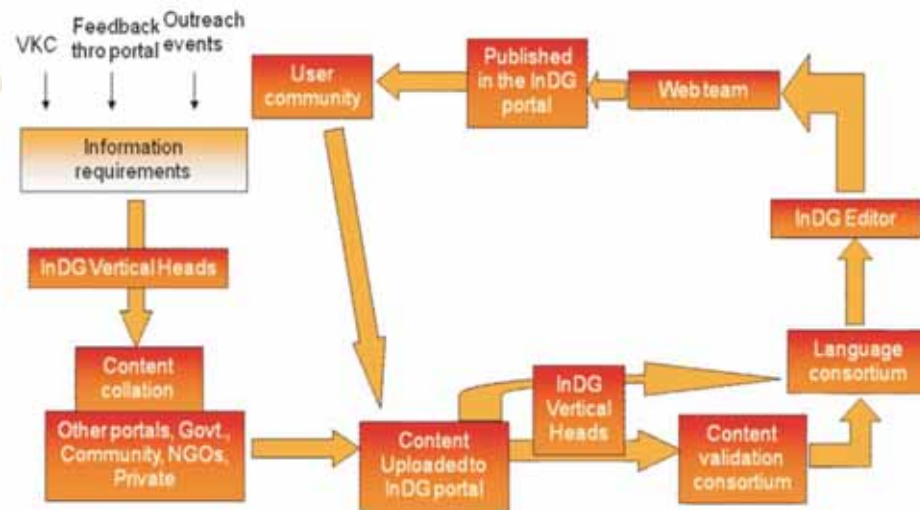 VKC
Feedback
thro portal
Outreach
events
Information
requirements
InDG Vertical Heads
Content
collation
Other portals, Govt.,
Community, NGOs,
Private
User
community
Published
in the InDG
portal
Web team
InDG Editor
Language
consortium
InDG
Vertical
Heads
Content
Uploaded to
InDG portal
Content
validation
consortium